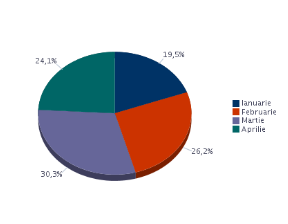 19,5%
24,1%
Ianuarie
Februarie
Martie
Aprilie
26,2%
30,3%